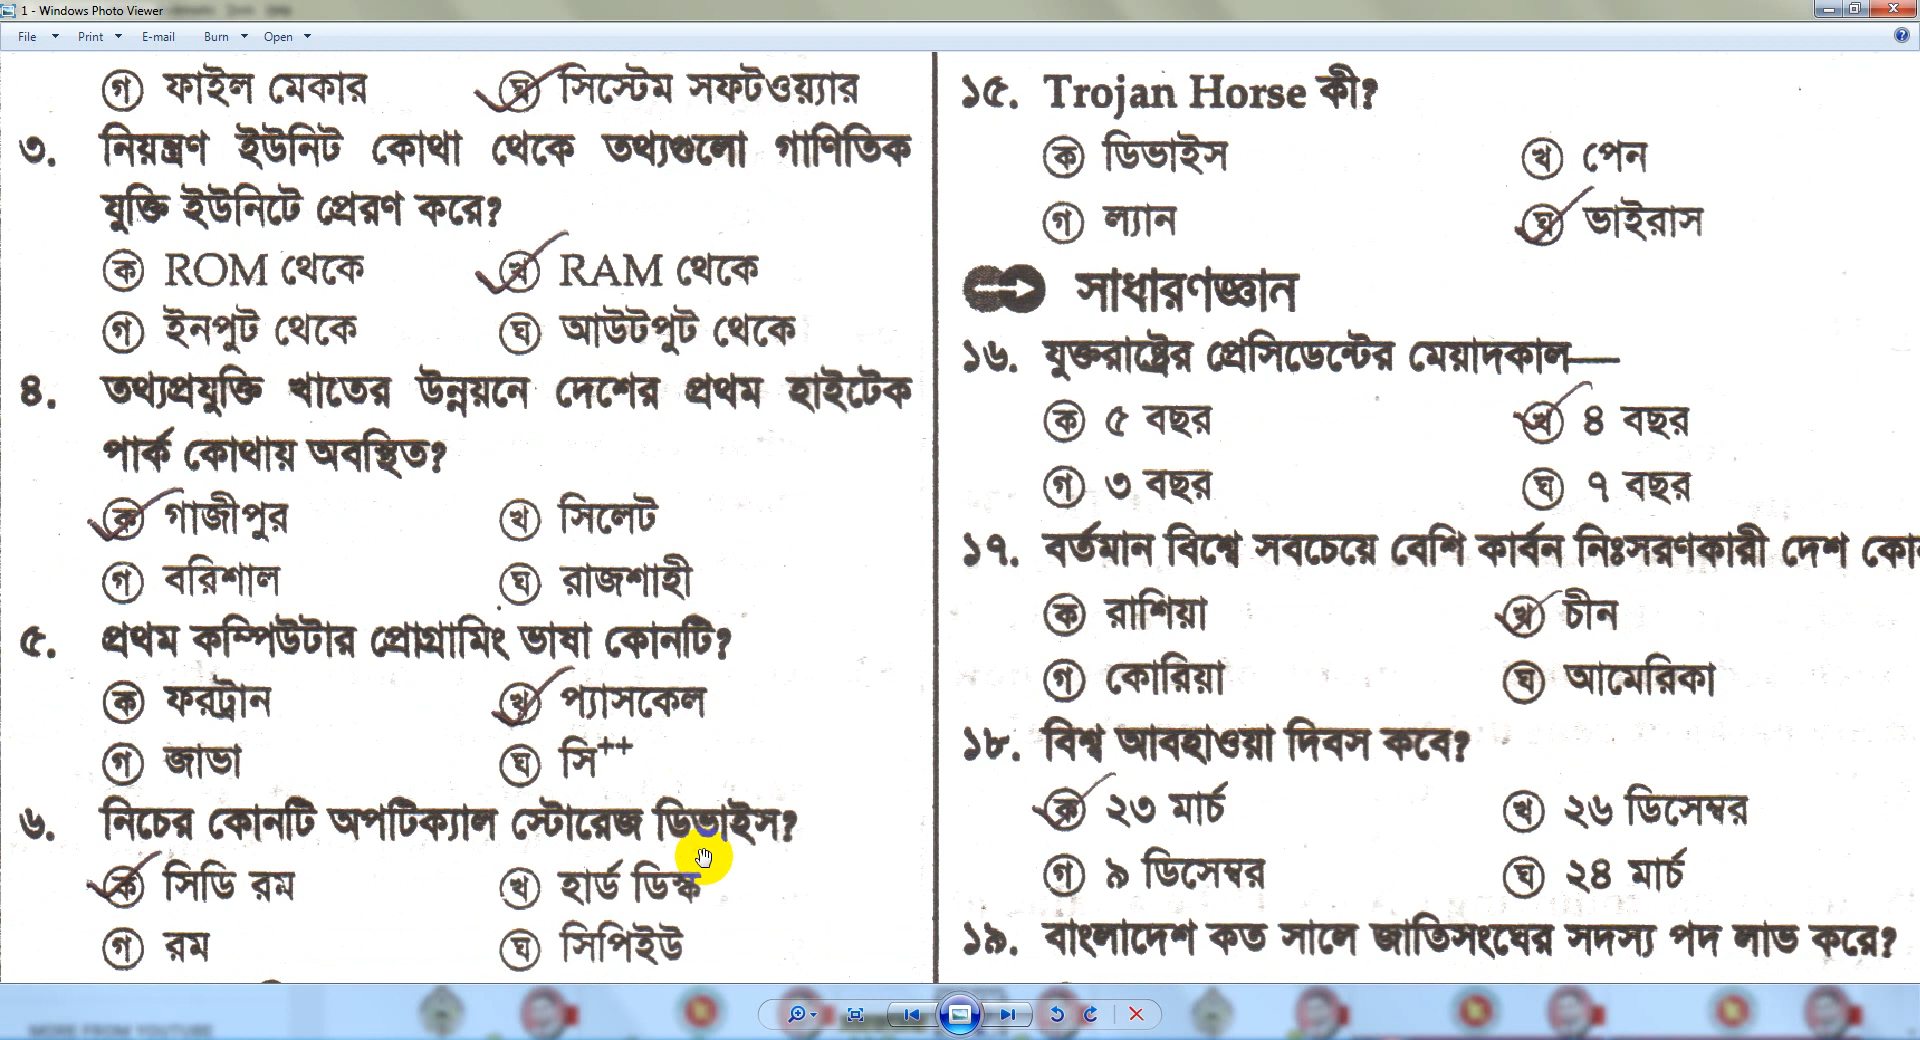 1 - Windows Photo Viewer
File Print E-mail Burn Open
গ ফাইল মেকার ঘ সিস্টেম সফটওয়্যার
৩. নিয়ন্ত্রণ ইউনিট কোথা থেকে তথ্যগুলো গাণিতিক
যুক্তি ইউনিটে প্রেরণ করে?
ক ROM থেকে খ RAM থেকে
গ ইনপুট থেকে ঘ আউটপুট থেকে
৪. তথ্যপ্রযুক্তি খাতের উন্নয়নে দেশের প্রথম হাইটেক
পার্ক কোথায় অবস্থিত?
ক গাজীপুর খ সিলেট
গ বরিশাল ঘ রাজশাহী
৫. প্রথম কম্পিউটার প্রোগ্রামিং ভাষা কোনটি?
ক ফরট্রান খ প্যাসকেল
গ জাভা ঘ সি++
৬. নিচের কোনটি অপটিক্যাল স্টোরেজ ডিভাইস?
ক সিডি রম খ হার্ড ডিস্ক
গ রম ঘ সিপিইউ
১৫. Trojan Horse কী?
ক ডিভাইস খ পেন
গ ল্যান ঘ ভাইরাস
সাধারণজ্ঞান
১৬. যুক্তরাষ্ট্রের প্রেসিডেন্টের মেয়াদকাল—
ক ৫ বছর খ ৪ বছর
গ ৩ বছর ঘ ৭ বছর
১৭. বর্তমান বিশ্বে সবচেয়ে বেশি কার্বন নিঃসরণকারী দেশ
ক রাশিয়া খ চীন
গ কোরিয়া ঘ আমেরিকা
১৮. বিশ্ব আবহাওয়া দিবস কবে?
ক ২৩ মার্চ খ ২৬ ডিসেম্বর
গ ৯ ডিসেম্বর ঘ ২৪ মার্চ
১৯. বাংলাদেশ কত সালে জাতিসংঘের সদস্য পদ লাভ করে?
MORE FROM YOUTUBE